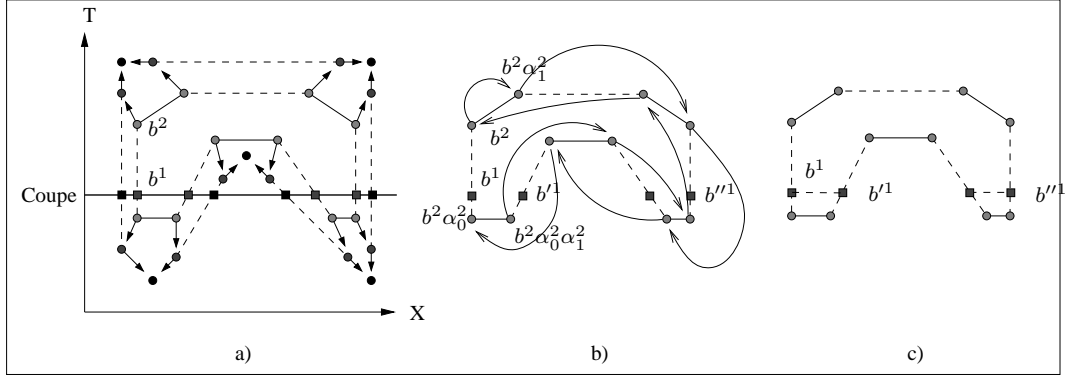 T
b²α₁²
b²
b²
b¹
b¹
b'¹
b''¹
b¹
b'¹
b''¹
Coupe
b²α₀²
b²α₀²α₁²
X
a)
b)
c)